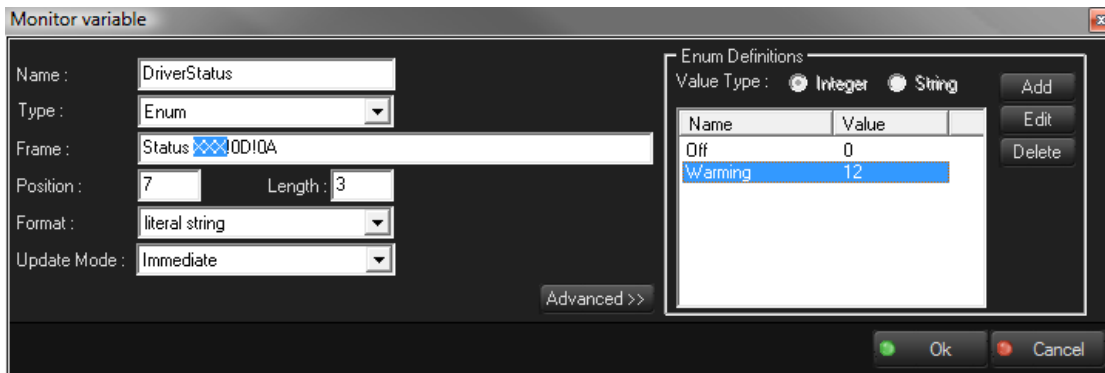 Monitor variable
Name : DriverStatus
Type : Enum
Frame : Status XXX!0D!0A
Position : 7 Length : 3
Format : literal string
Update Mode : Immediate
Advanced >>
Enum Definitions
Value Type : Integer String
Name Value
Off 0
Warming 12
Add
Edit
Delete
Ok Cancel